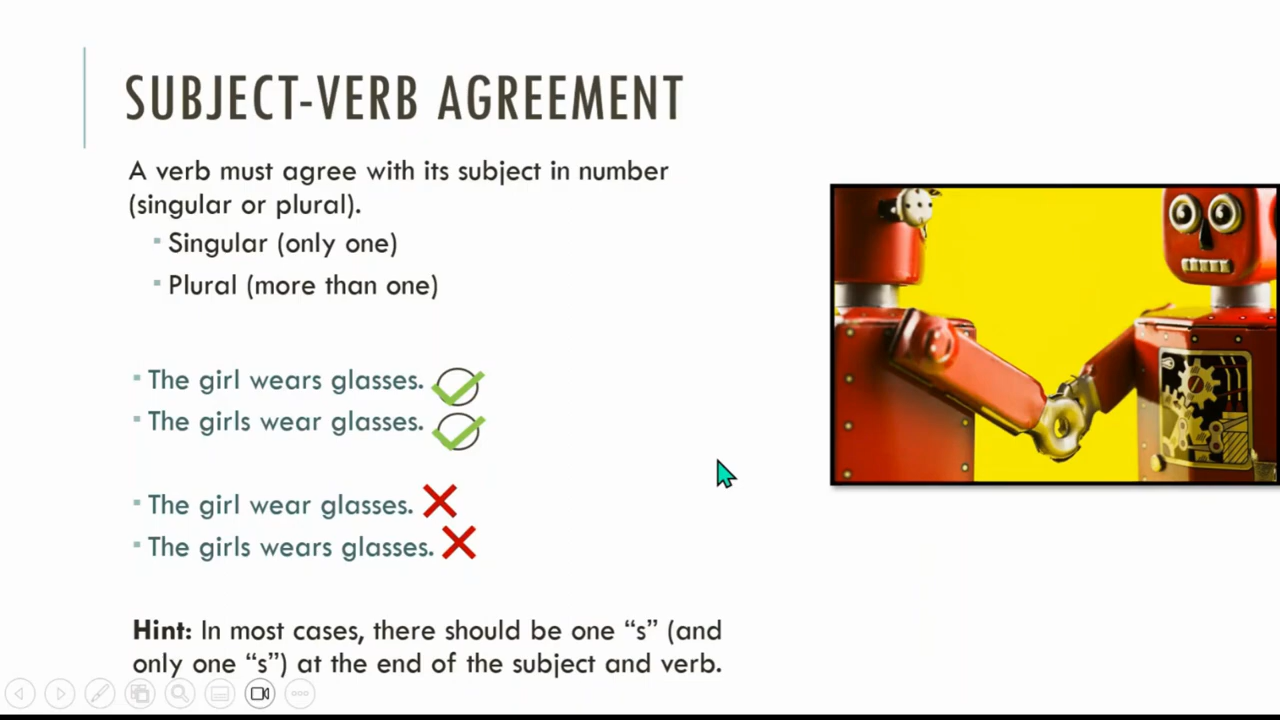 SUBJECT-VERB AGREEMENT
A verb must agree with its subject in number
(singular or plural).
Singular (only one)
Plural (more than one)
The girl wears glasses.
The girls wear glasses.
The girl wear glasses.
The girls wears glasses.
Hint: In most cases, there should be one “s” (and
only one “s”) at the end of the subject and verb.